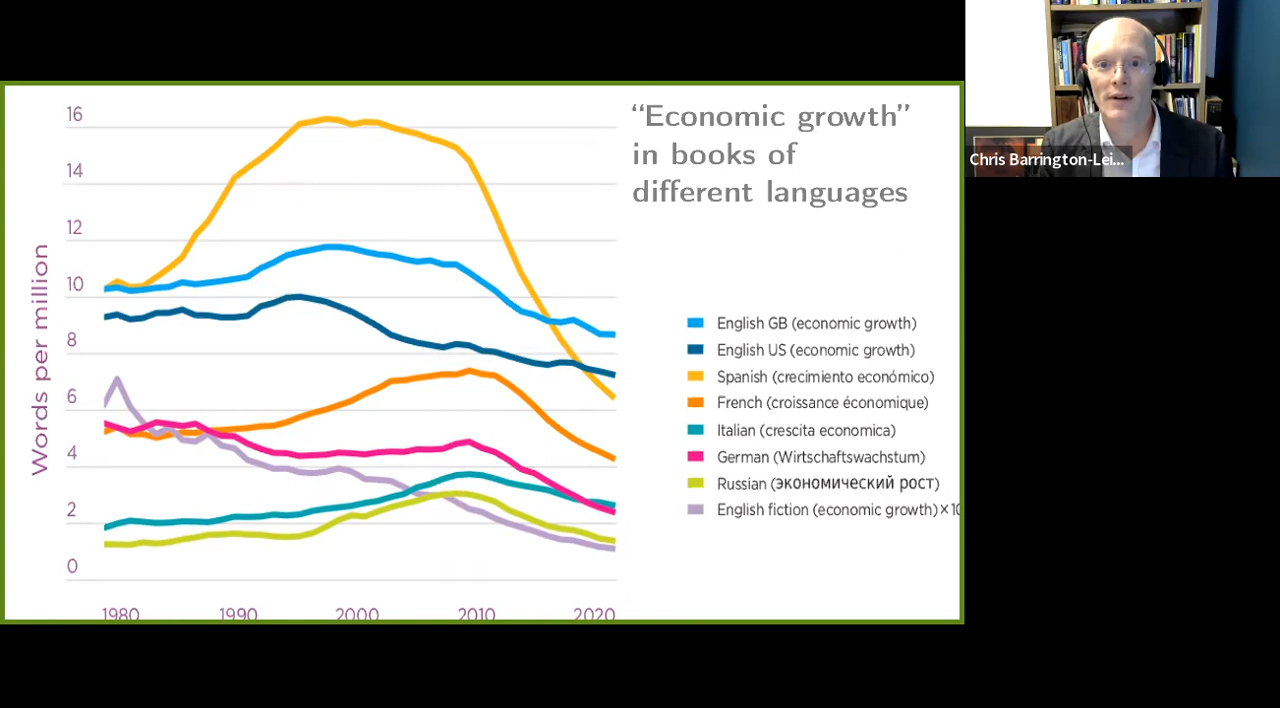 “Economic growth”
in books of
different languages
Words per million
16
14
12
10
8
6
4
2
0
1980 1990 2000 2010 2020
English GB (economic growth)
English US (economic growth)
Spanish (crecimiento económico)
French (croissance économique)
Italian (crescita economica)
German (Wirtschaftswachstum)
Russian (экономический рост)
English fiction (economic growth)×10
Chris Barrington-Lei...